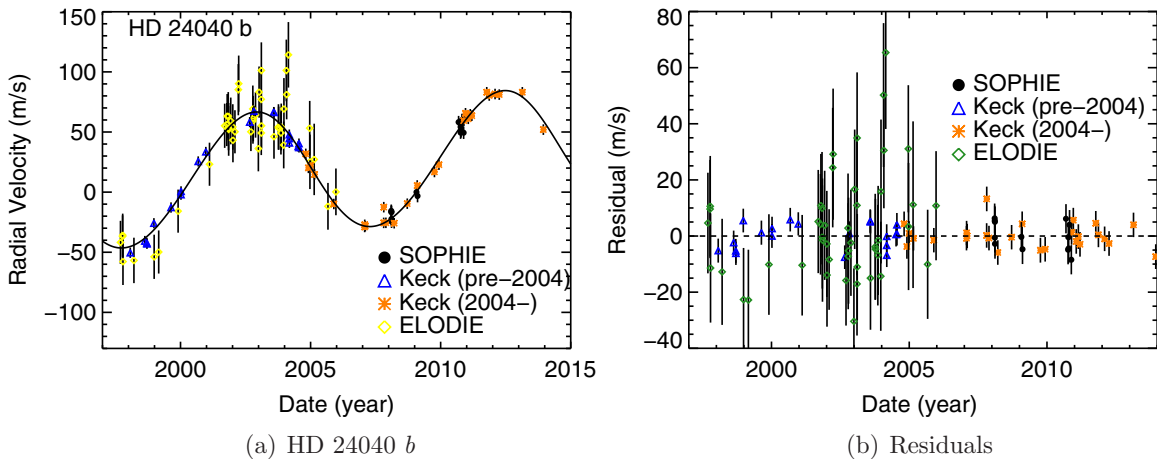 HD 24040 b
Radial Velocity (m/s)
150
100
50
0
−50
−100
SOPHIE
Keck (pre−2004)
Keck (2004−)
ELODIE
2000 2005 2010 2015
Date (year)
(a) HD 24040 b
Residual (m/s)
80
60
40
20
0
−20
−40
SOPHIE
Keck (pre−2004)
Keck (2004−)
ELODIE
2000 2005 2010
Date (year)
(b) Residuals